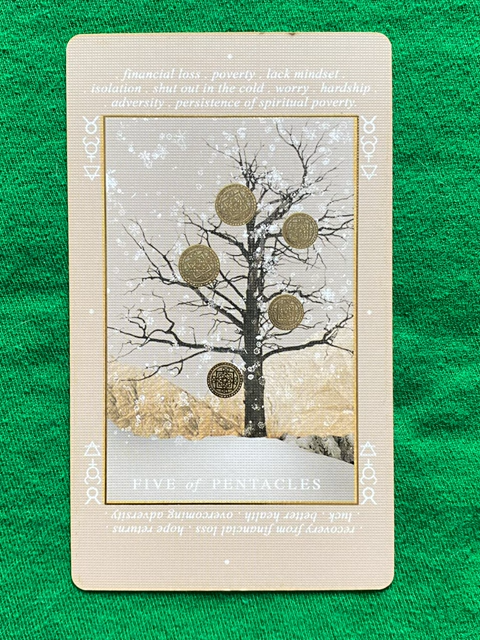 financial loss . poverty . lack mindset .
isolation . shut out in the cold . worry . hardship .
adversity . persistence of spiritual poverty
FIVE of PENTACLES
recovery from financial loss . hope returns .
luck . better health . overcoming adversity